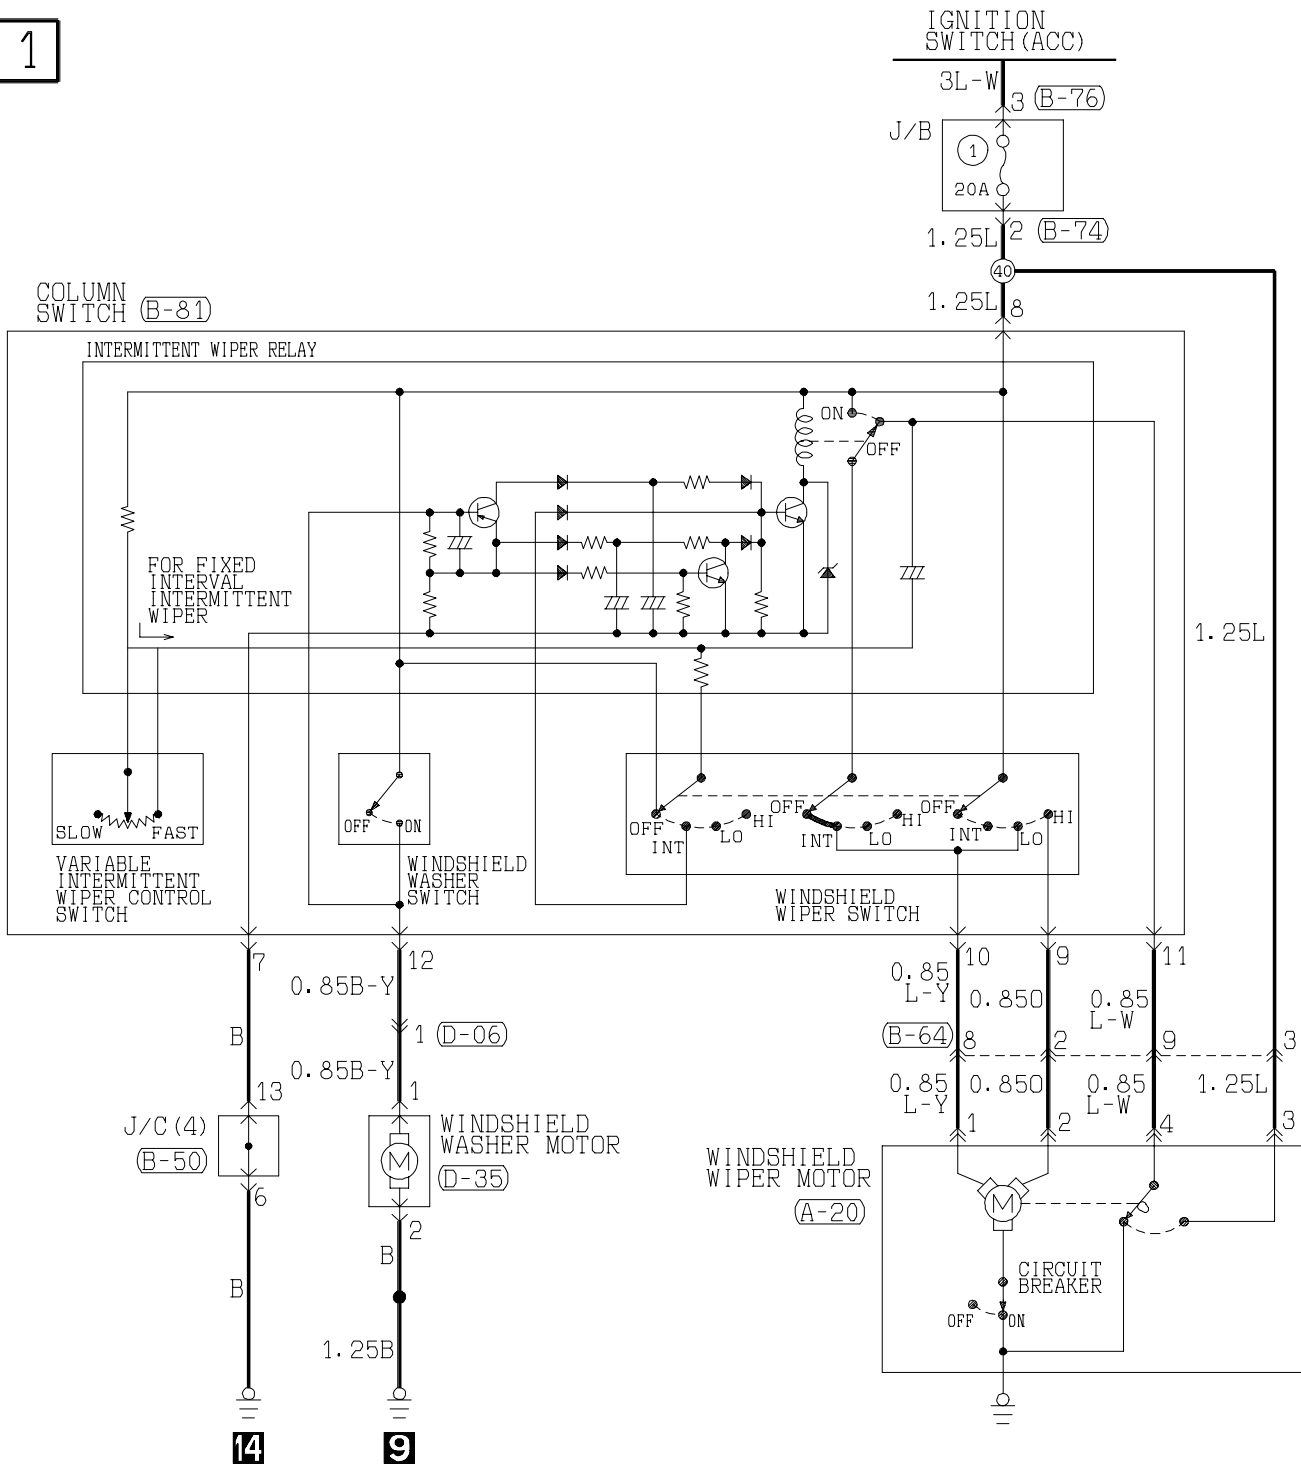 1
IGNITION
SWITCH(ACC)
3L-W
3
B-76
J/B
1
20A
1.25L
2
B-74
40
COLUMN
SWITCH
B-81
1.25L
8
INTERMITTENT WIPER RELAY
ON
OFF
FOR FIXED
INTERVAL
INTERMITTENT
WIPER
1.25L
SLOW
FAST
OFF
ON
OFF
INT
LO
HI
OFF
INT
LO
HI
OFF
INT
LO
HI
VARIABLE
INTERMITTENT
WIPER CONTROL
SWITCH
WINDSHIELD
WASHER
SWITCH
WINDSHIELD
WIPER SWITCH
7
12
10
9
11
0.85B-Y
0.85
L-Y
0.85O
0.85
L-W
B
1
D-06
B-64
8
2
9
3
0.85B-Y
0.85
L-Y
0.85O
0.85
L-W
1.25L
13
1
1
2
4
3
J/C(4)
B-50
WINDSHIELD
WASHER MOTOR
D-35
M
WINDSHIELD
WIPER MOTOR
A-20
M
6
2
B
B
CIRCUIT
BREAKER
OFF
ON
1.25B
14
9